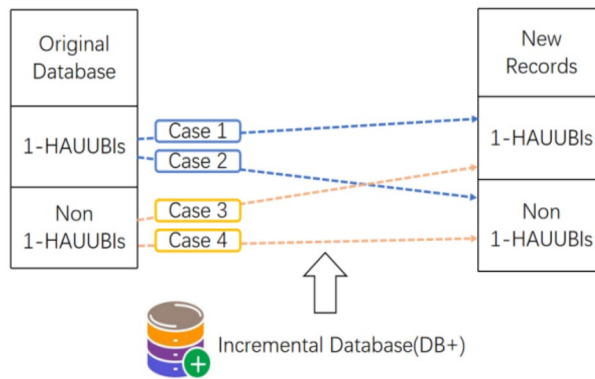 Original
Database
1-HAUUBIs
Non
1-HAUUBIs
Case 1
Case 2
Case 3
Case 4
New
Records
1-HAUUBIs
Non
1-HAUUBIs
Incremental Database(DB+)